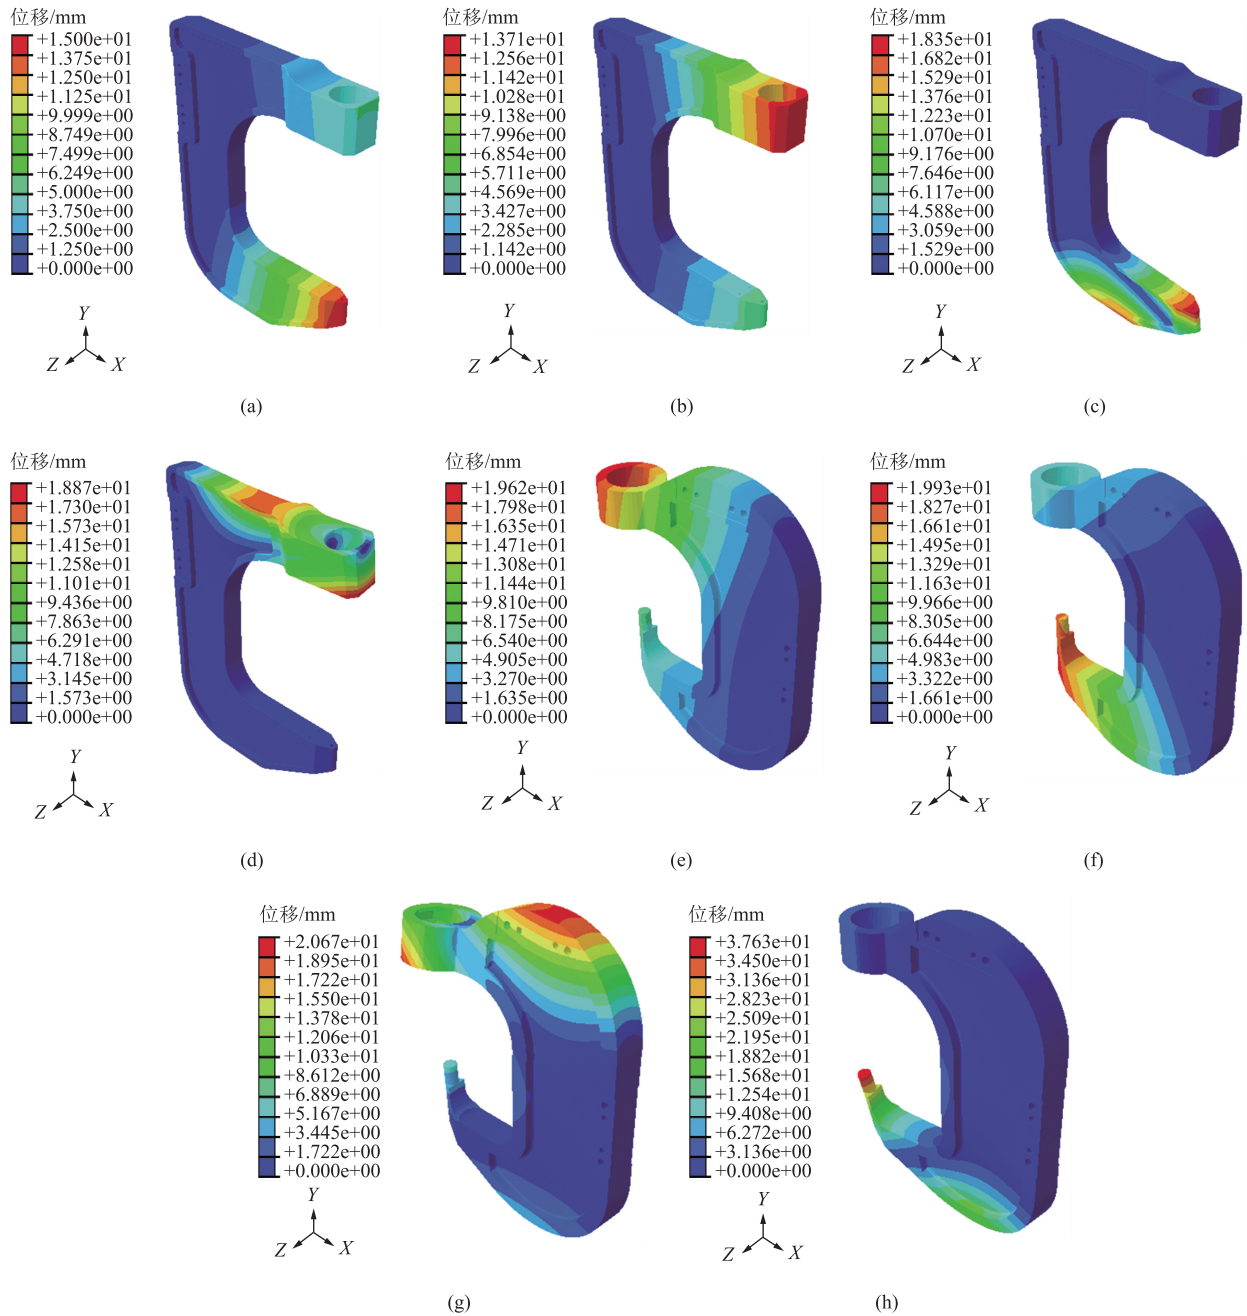 位移/mm
+1.500e+01
+1.375e+01
+1.250e+01
+1.125e+01
+9.999e+00
+8.749e+00
+7.499e+00
+6.249e+00
+5.000e+00
+3.750e+00
+2.500e+00
+1.250e+00
+0.000e+00
Y
Z
X
(a)
位移/mm
+1.371e+01
+1.256e+01
+1.142e+01
+1.028e+01
+9.138e+00
+7.996e+00
+6.854e+00
+5.711e+00
+4.569e+00
+3.427e+00
+2.285e+00
+1.142e+00
+0.000e+00
Y
Z
X
(b)
位移/mm
+1.835e+01
+1.682e+01
+1.529e+01
+1.376e+01
+1.223e+01
+1.070e+01
+9.176e+00
+7.646e+00
+6.117e+00
+4.588e+00
+3.059e+00
+1.529e+00
+0.000e+00
Y
Z
X
(c)
位移/mm
+1.887e+01
+1.730e+01
+1.573e+01
+1.415e+01
+1.258e+01
+1.101e+01
+9.436e+00
+7.863e+00
+6.291e+00
+4.718e+00
+3.145e+00
+1.573e+00
+0.000e+00
Y
Z
X
(d)
位移/mm
+1.962e+01
+1.798e+01
+1.635e+01
+1.471e+01
+1.308e+01
+1.144e+01
+9.810e+00
+8.175e+00
+6.540e+00
+4.905e+00
+3.270e+00
+1.635e+00
+0.000e+00
Y
Z
X
(e)
位移/mm
+1.993e+01
+1.827e+01
+1.661e+01
+1.495e+01
+1.329e+01
+1.163e+01
+9.966e+00
+8.305e+00
+6.644e+00
+4.983e+00
+3.322e+00
+1.661e+00
+0.000e+00
Y
Z
X
(f)
位移/mm
+2.067e+01
+1.895e+01
+1.722e+01
+1.550e+01
+1.378e+01
+1.206e+01
+1.033e+01
+8.612e+00
+6.889e+00
+5.167e+00
+3.445e+00
+1.722e+00
+0.000e+00
Y
Z
X
(g)
位移/mm
+3.763e+01
+3.450e+01
+3.136e+01
+2.823e+01
+2.509e+01
+2.195e+01
+1.882e+01
+1.568e+01
+1.254e+01
+9.408e+00
+6.272e+00
+3.136e+00
+0.000e+00
Y
Z
X
(h)